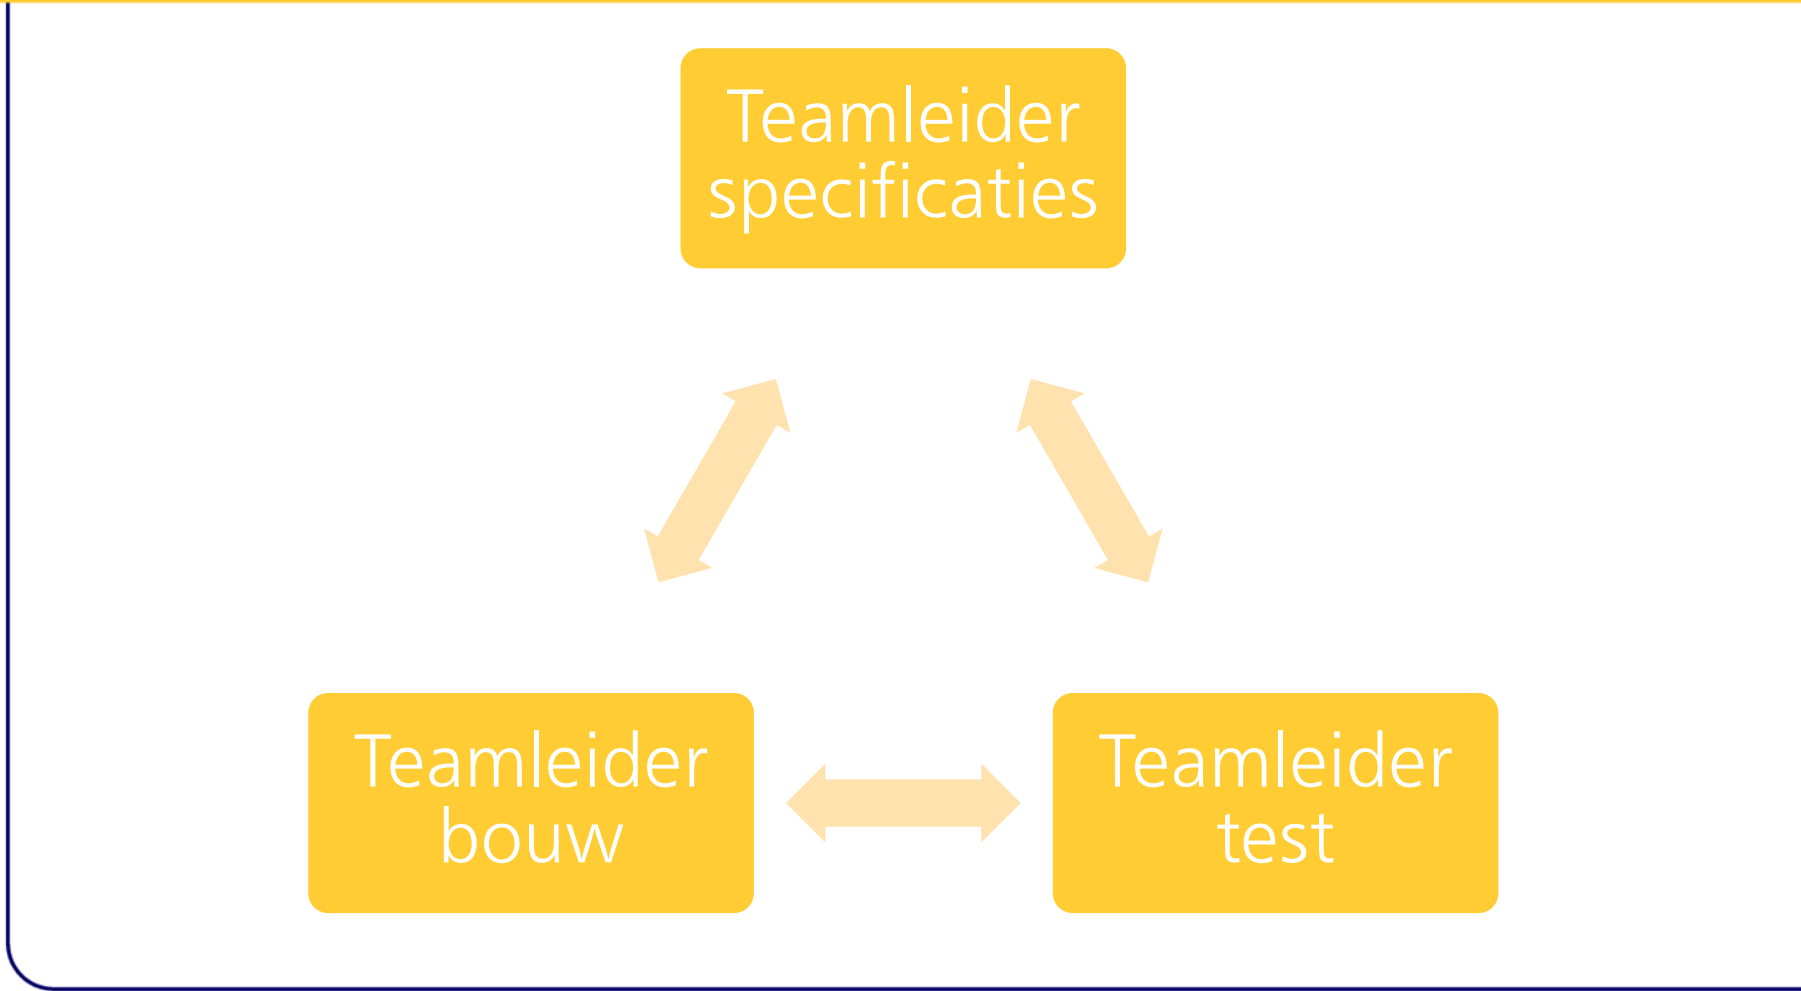 Teamleider
specificaties
Teamleider
bouw
Teamleider
test